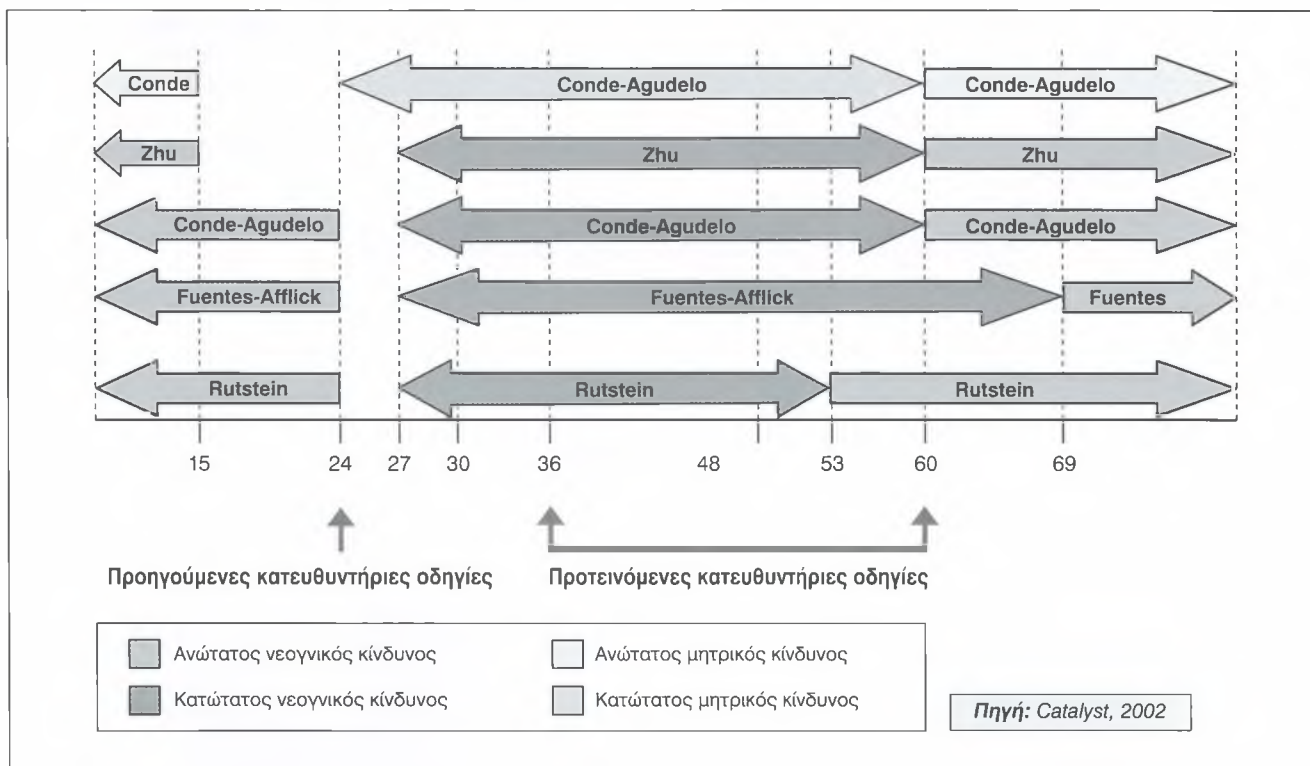 Conde Conde-Agudelo Conde-Agudelo
Zhu Zhu Zhu
Conde-Agudelo Conde-Agudelo Conde-Agudelo
Fuentes-Afflick Fuentes-Afflick Fuentes
Rutstein Rutstein Rutstein
15 24 27 30 36 48 53 60 69
Προηγούμενες κατευθυντήριες οδηγίες Προτεινόμενες κατευθυντήριες οδηγίες
Ανώτατος νεογνικός κίνδυνος Ανώτατος μητρικός κίνδυνος
Κατώτατος νεογνικός κίνδυνος Κατώτατος μητρικός κίνδυνος
Πηγή: Catalyst, 2002